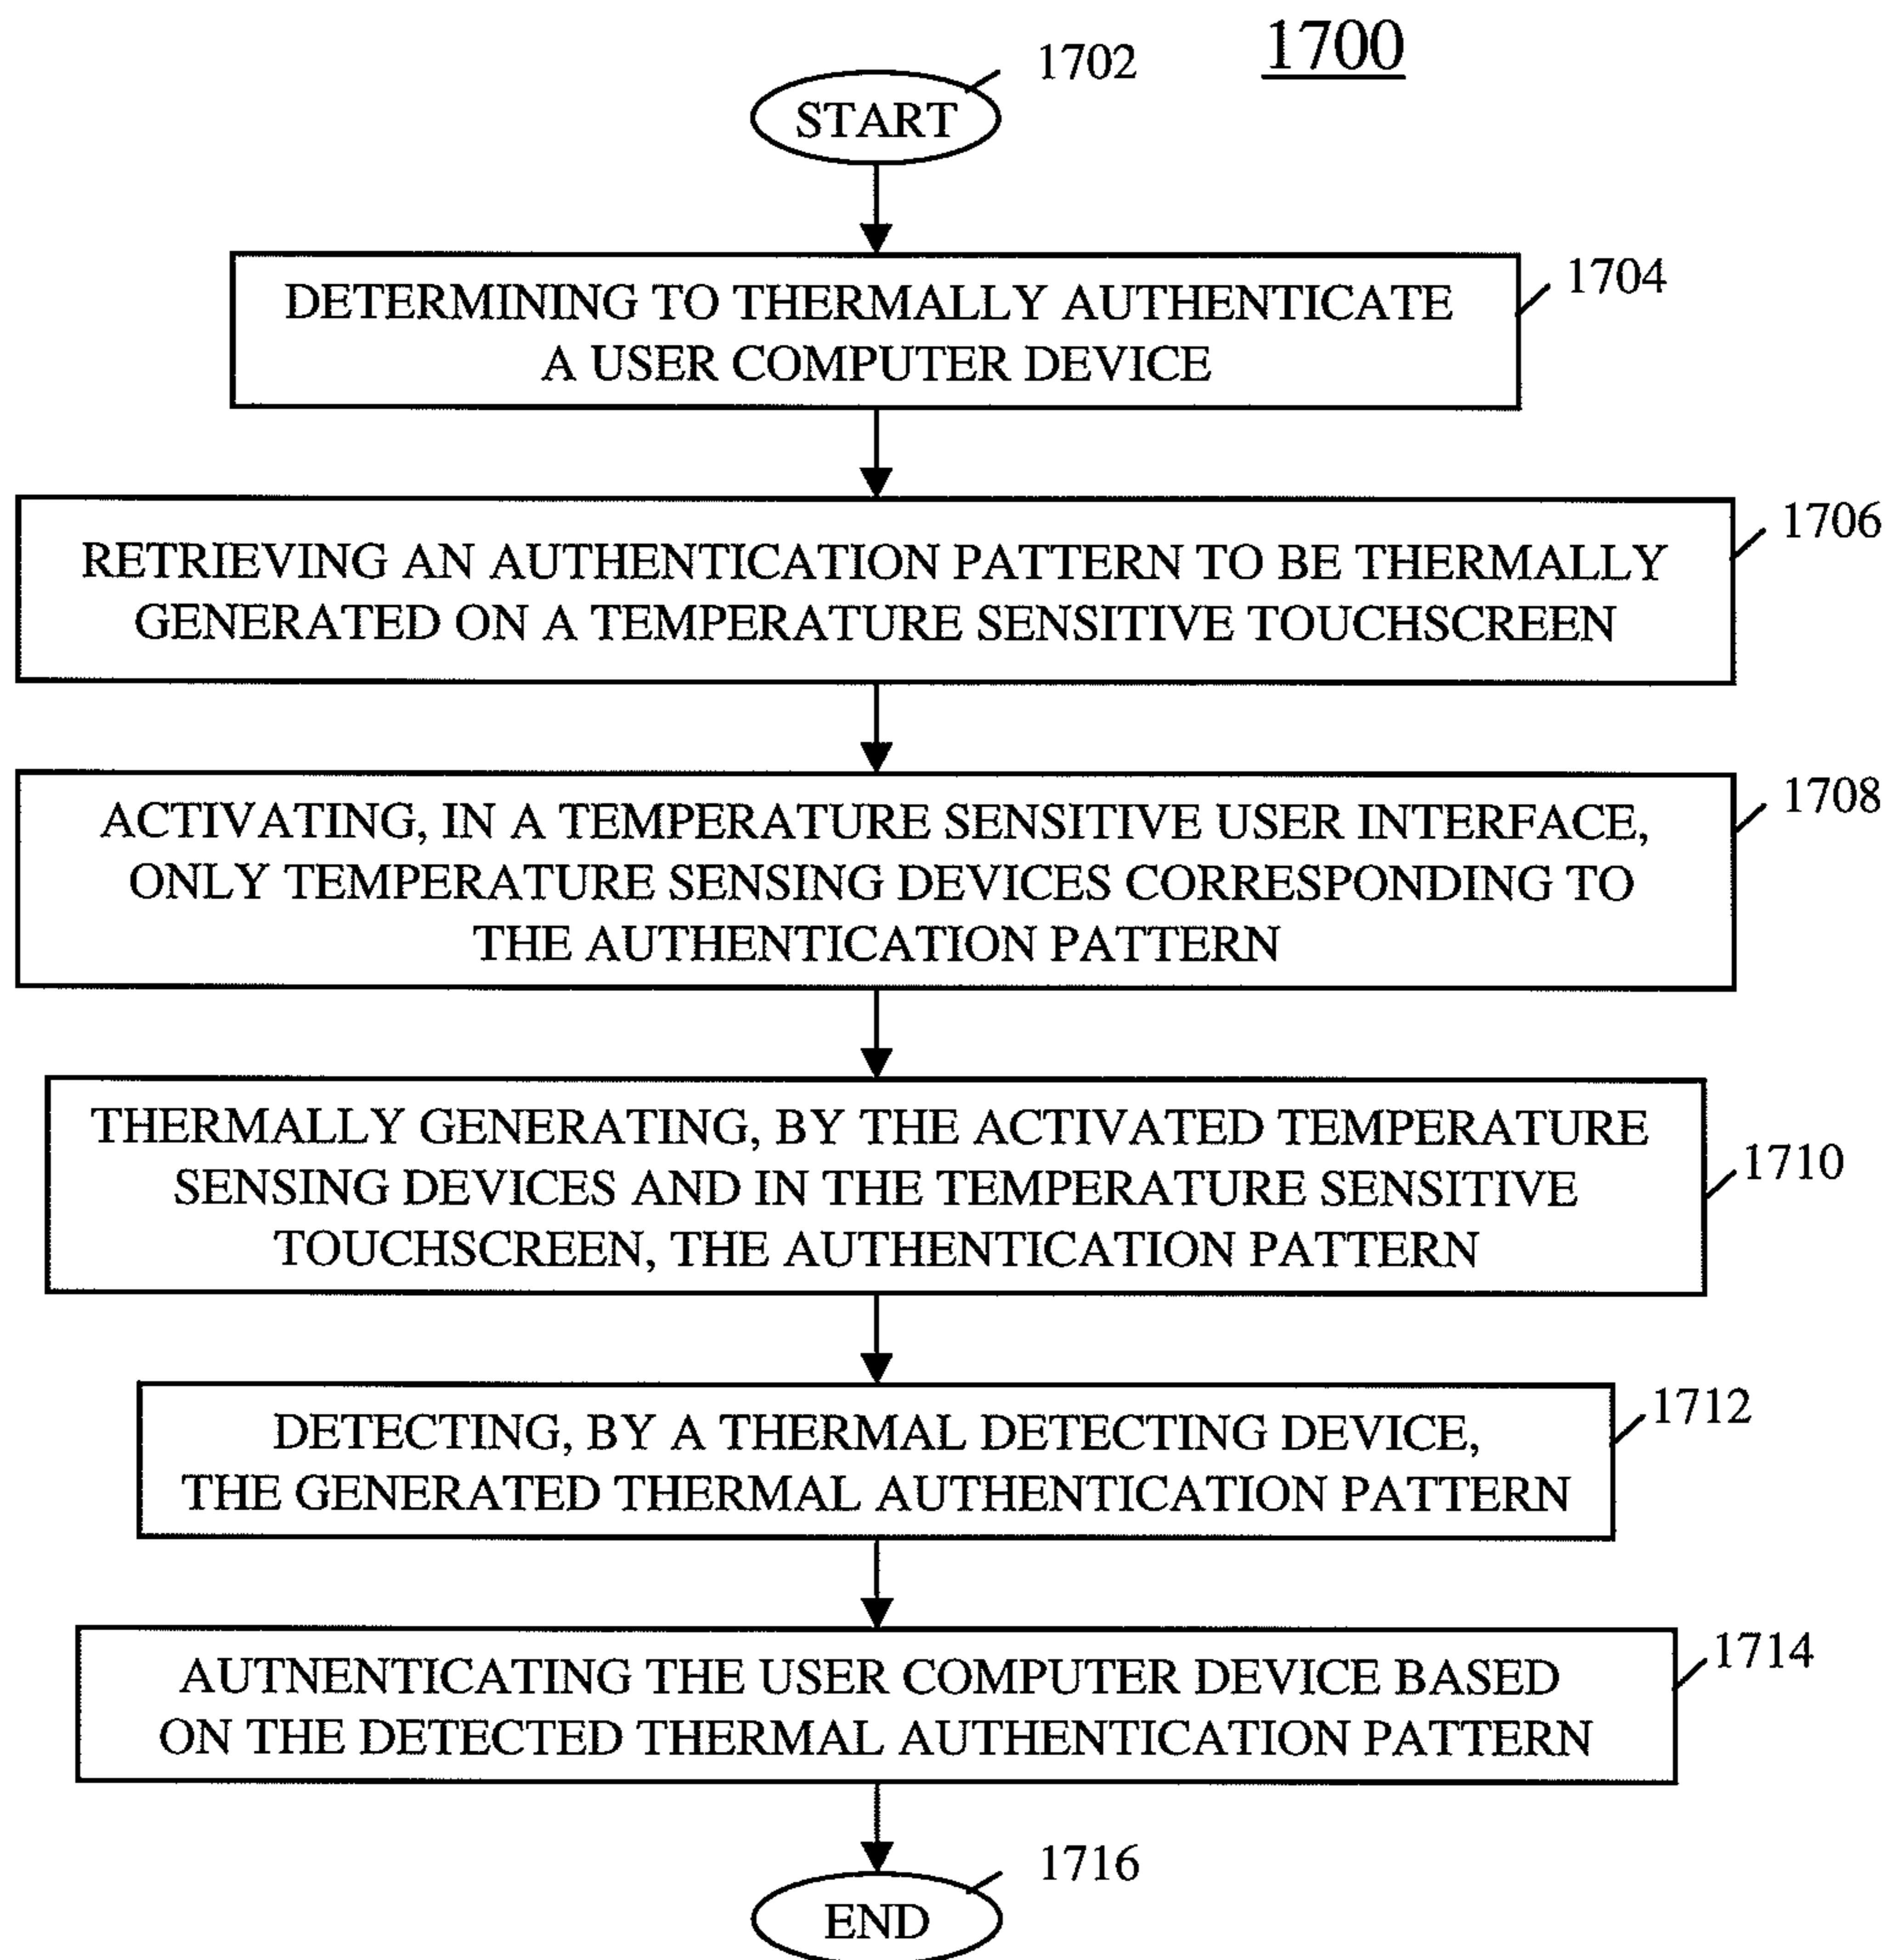 1700
1702
START
1704
DETERMINING TO THERMALLY AUTHENTICATE
A USER COMPUTER DEVICE
1706
RETRIEVING AN AUTHENTICATION PATTERN TO BE THERMALLY
GENERATED ON A TEMPERATURE SENSITIVE TOUCHSCREEN
1708
ACTIVATING, IN A TEMPERATURE SENSITIVE USER INTERFACE,
ONLY TEMPERATURE SENSING DEVICES CORRESPONDING TO
THE AUTHENTICATION PATTERN
1710
THERMALLY GENERATING, BY THE ACTIVATED TEMPERATURE
SENSING DEVICES AND IN THE TEMPERATURE SENSITIVE
TOUCHSCREEN, THE AUTHENTICATION PATTERN
1712
DETECTING, BY A THERMAL DETECTING DEVICE,
THE GENERATED THERMAL AUTHENTICATION PATTERN
1714
AUTNENTICATING THE USER COMPUTER DEVICE BASED
ON THE DETECTED THERMAL AUTHENTICATION PATTERN
1716
END